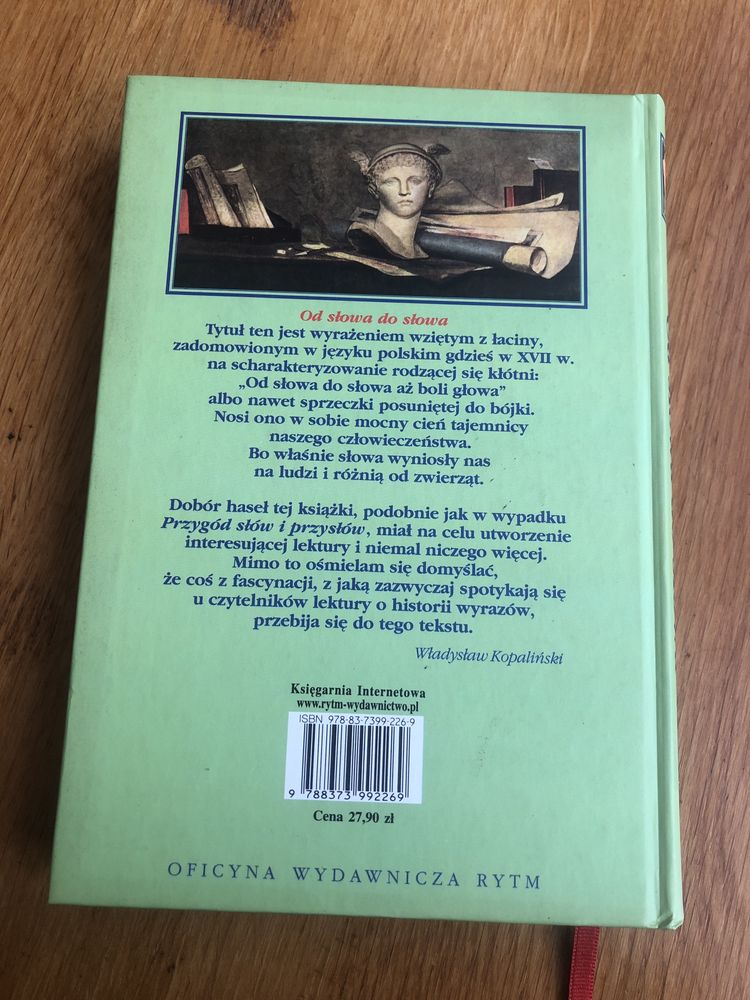 Od słowa do słowa
Tytuł ten jest wyrażeniem wziętym z łaciny,
zadomowionym w języku polskim gdzieś w XVII w.
na scharakteryzowanie rodzącej się kłótni:
„Od słowa do słowa aż boli głowa”
albo nawet sprzeczki posuniętej do bójki.
Nosi ono w sobie mocny cień tajemnicy
naszego człowieczeństwa.
Bo właśnie słowa wyniosły nas
na ludzi i różnią od zwierząt.
Dobór haseł tej książki, podobnie jak w wypadku
Przygód słów i przysłów, miał na celu utworzenie
interesującej lektury i niemal niczego więcej.
Mimo to ośmielam się domyślać,
że coś z fascynacji, z jaką zazwyczaj spotykają się
u czytelników lektury o historii wyrazów,
przebija się do tego tekstu.
Władysław Kopaliński
Księgarnia Internetowa
www.rytm-wydawnictwo.pl
ISBN 978-83-7399-226-9
9 788373 992269
Cena 27,90 zł
OFICYNA WYDAWNICZA RYTM